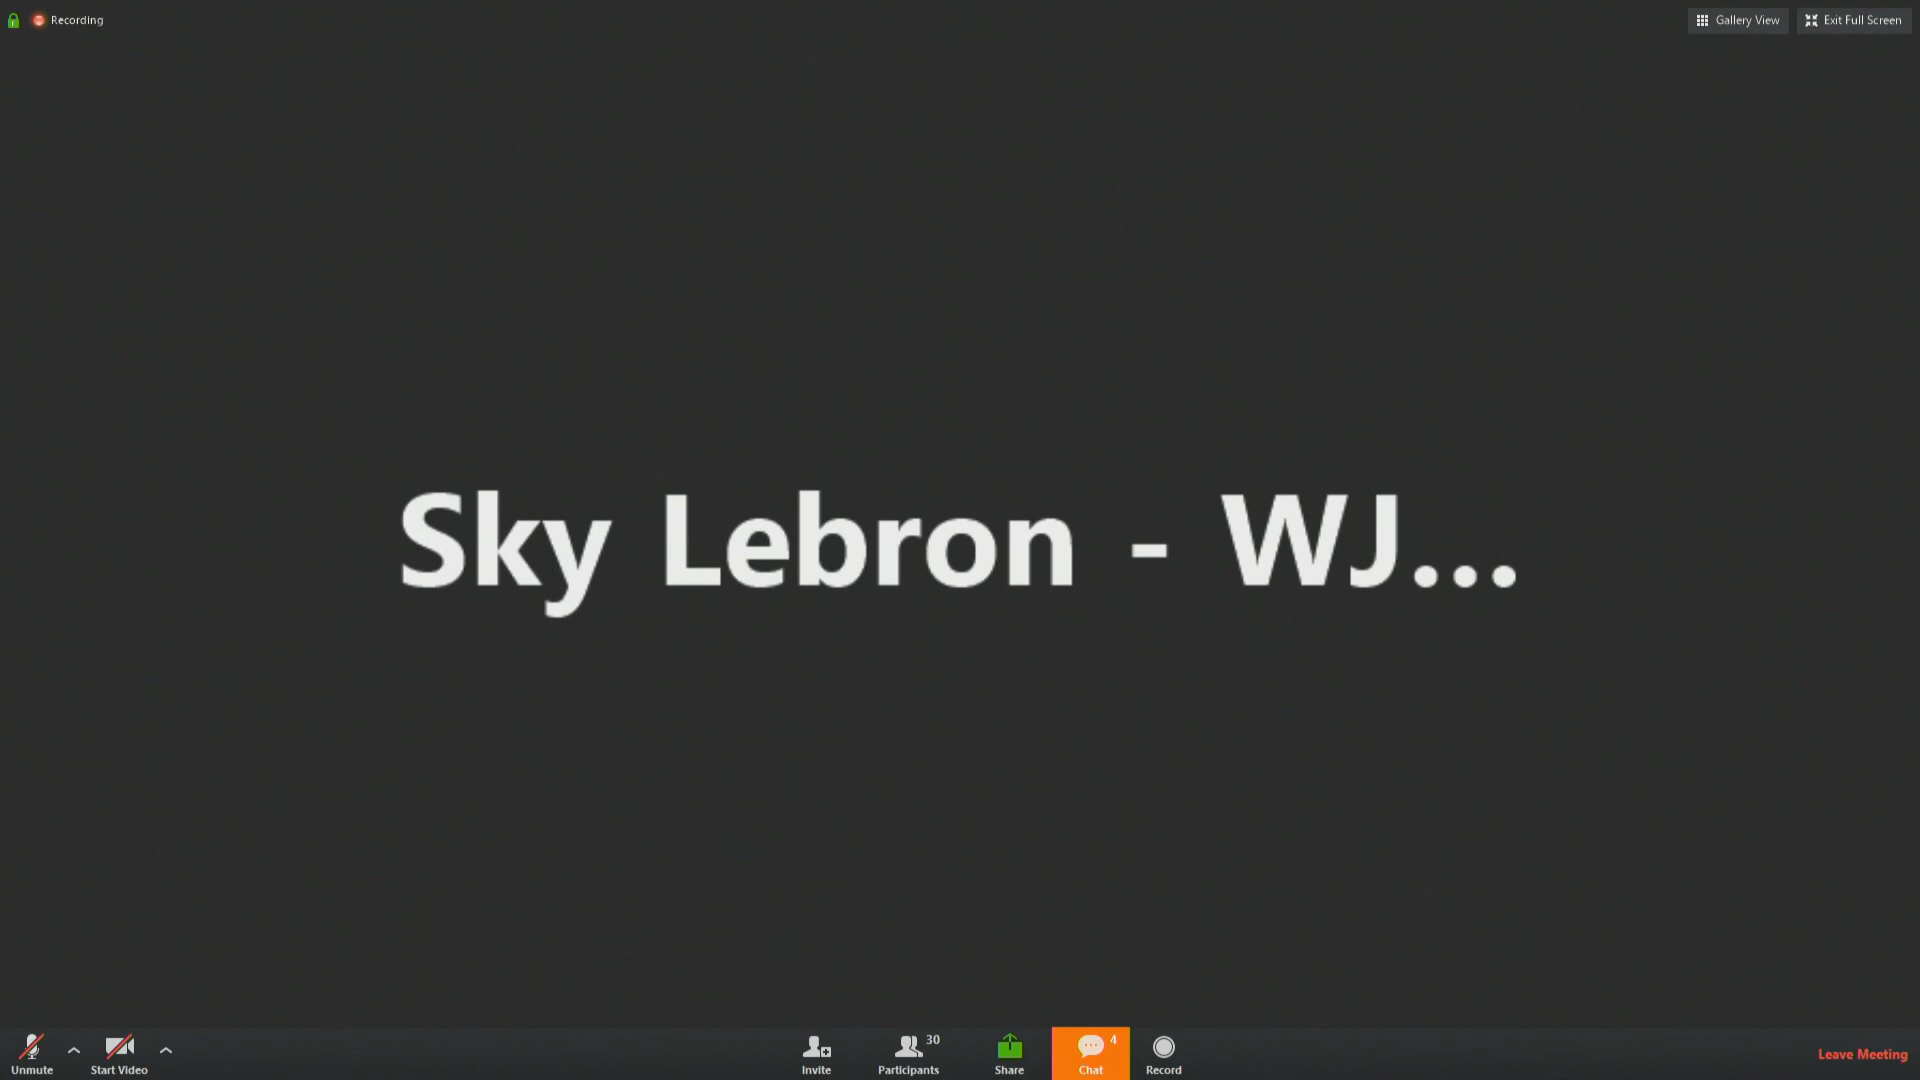 Recording
Gallery View
Exit Full Screen
Sky Lebron - WJ...
Unmute
Start Video
Invite
30
Participants
Share
4
Chat
Record
Leave Meeting